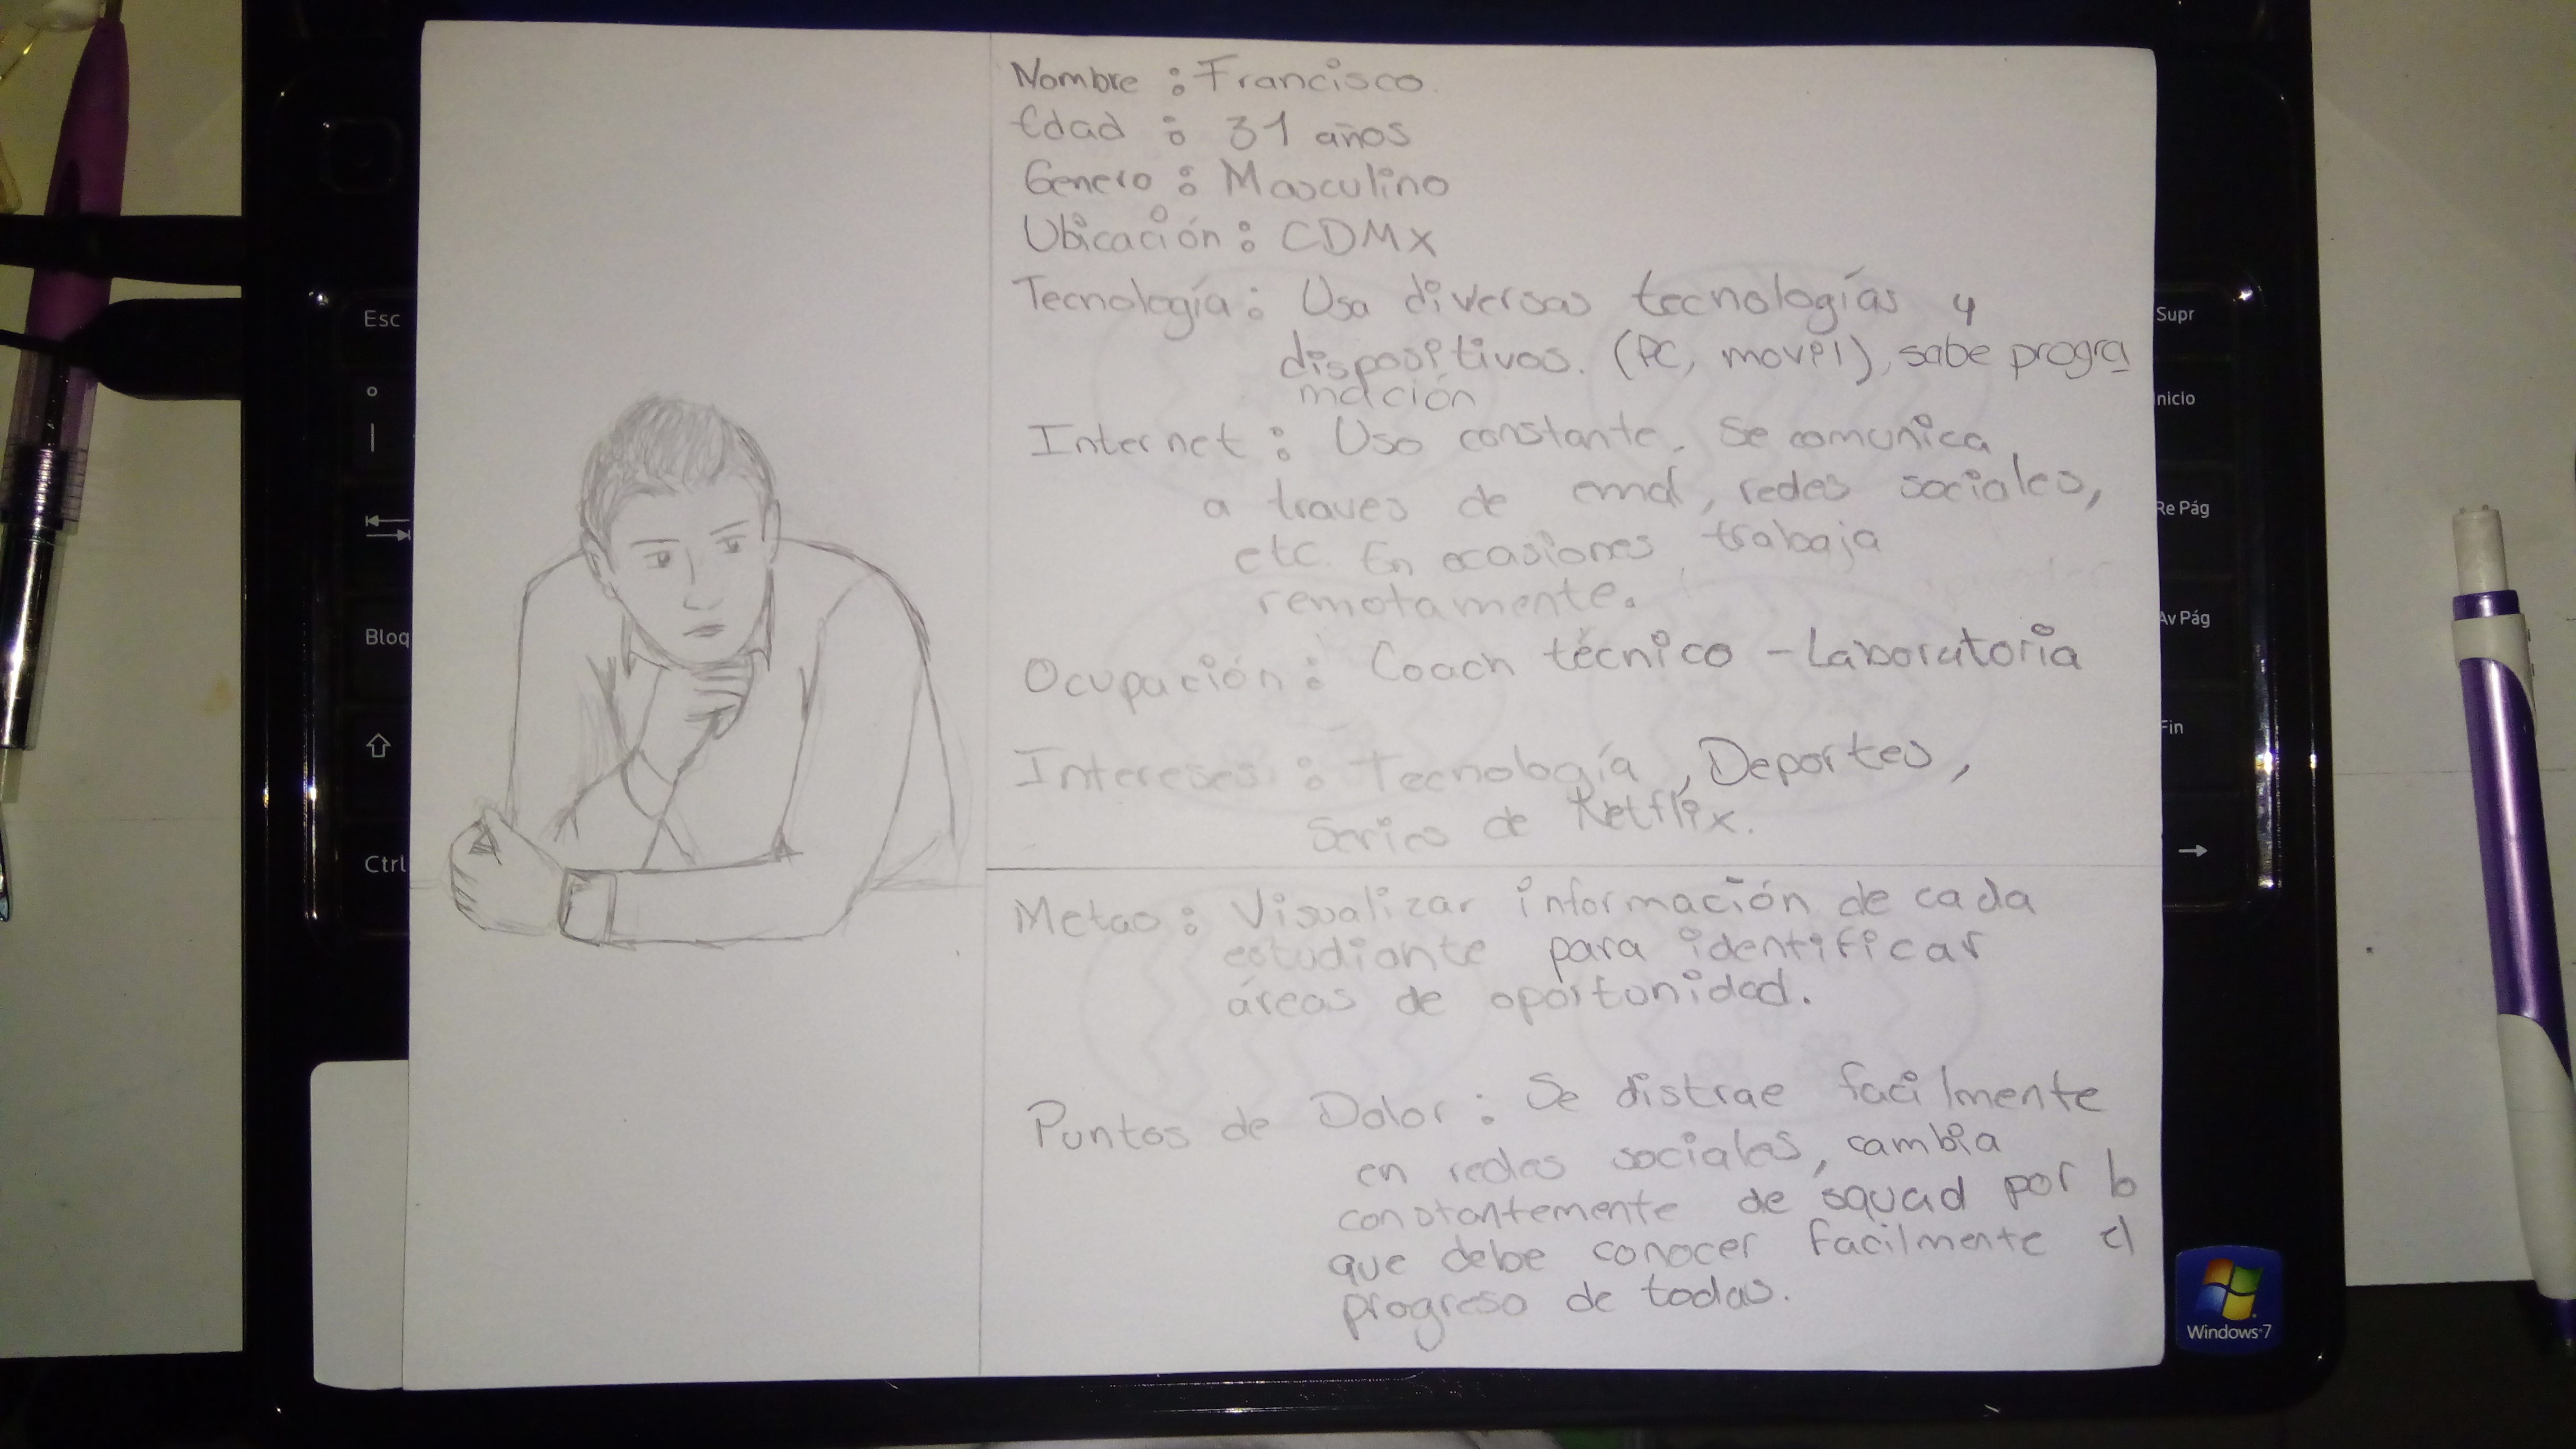 Nombre : Francisco.
Edad : 31 años
Genero : Masculino
Ubicación : CDMX
Tecnología : Usa diversas tecnologías y
dispositivos. (PC, movil), sabe progra
mación
Internet : Uso constante. Se comunica
a traves de email, redes sociales,
etc. En ocasiones, trabaja
remotamente.
Ocupación : Coach técnico - Laboratoria
Intereses : Tecnología, Deportes,
Series de Netflix.
Metas : Visualizar información de cada
estudiante para identificar
áreas de oportunidad.
Puntos de Dolor : Se distrae facilmente
en redes sociales, cambia
constantemente de squad por lo
que debe conocer facilmente el
progreso de todas.
Esc
Bloq
Ctrl
Supr
Inicio
Re Pág
Av Pág
Fin
Windows 7